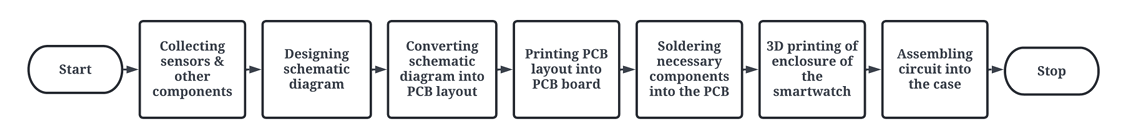 Start
Collecting
sensors &
other
components
Designing
schematic
diagram
Converting
schematic
diagram into
PCB layout
Printing PCB
layout into
PCB board
Soldering
necessary
components
into the PCB
3D printing of
enclosure of
the
smartwatch
Assembling
circuit into
the case
Stop